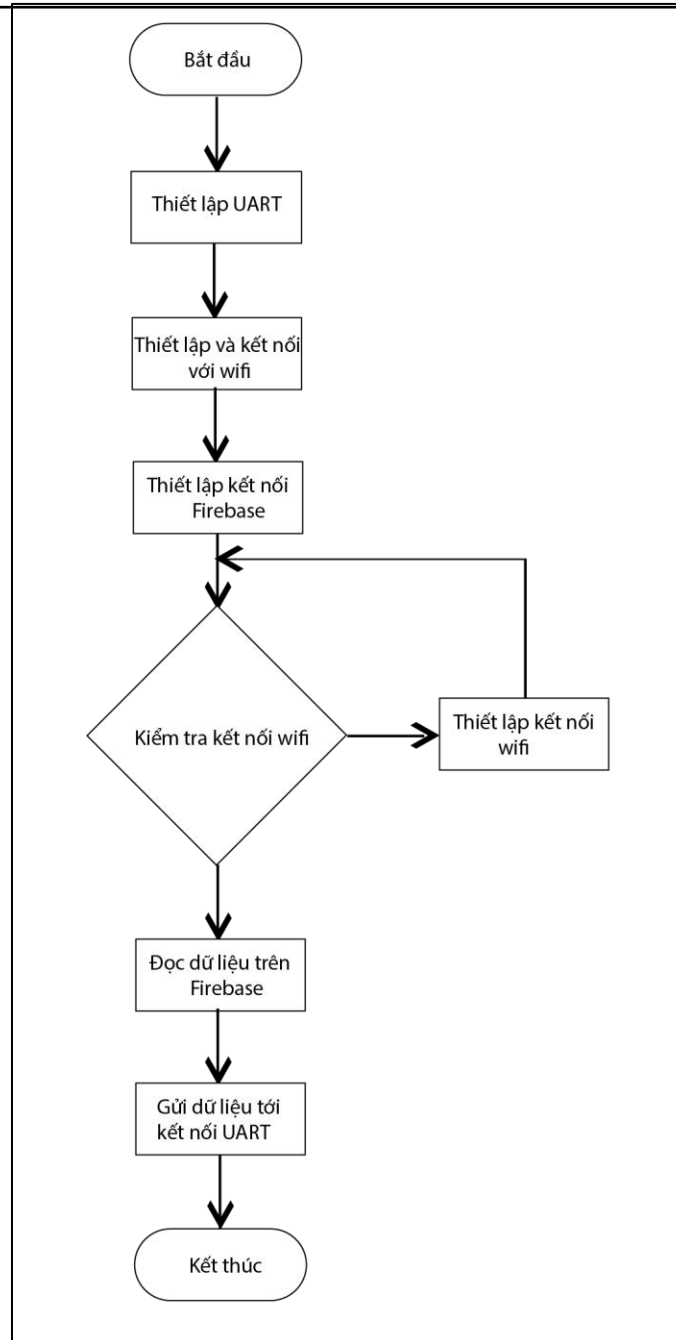 Bắt đầu
Thiết lập UART
Thiết lập và kết nối
với wifi
Thiết lập kết nối
Firebase
Kiểm tra kết nối wifi
Thiết lập kết nối
wifi
Đọc dữ liệu trên
Firebase
Gửi dữ liệu tới
kết nối UART
Kết thúc